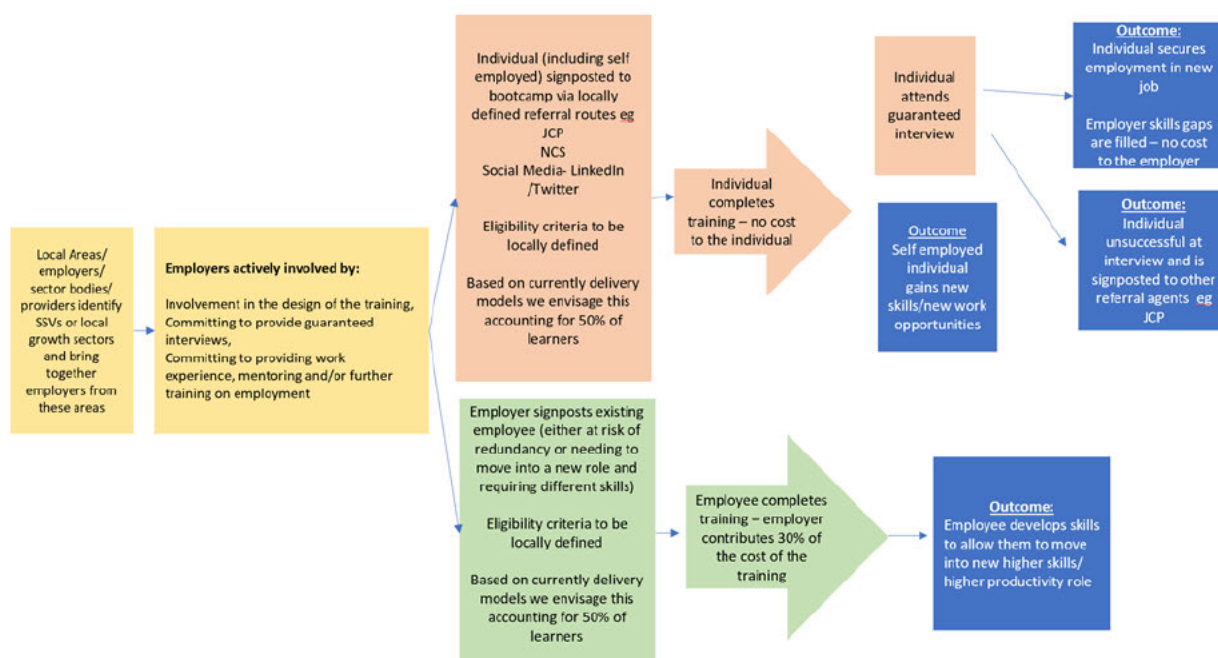 Local Areas/
employers/
sector bodies/
providers identify
SSVs or local
growth sectors
and bring
together
employers from
these areas
Employers actively involved by:
Involvement in the design of the training,
Committing to provide guaranteed
interviews,
Committing to providing work
experience, mentoring and/or further
training on employment
Individual (including self
employed) signposted to
bootcamp via locally
defined referral routes eg
JCP
NCS
Social Media- LinkedIn
/Twitter
Eligibility criteria to be
locally defined
Based on currently delivery
models we envisage this
accounting for 50% of
learners
Individual
completes
training – no cost
to the individual
Individual
attends
guaranteed
interview
Outcome
Self employed
individual
gains new
skills/new work
opportunities
Outcome:
Individual secures
employment in new
job
Employer skills gaps
are filled – no cost
to the employer
Outcome:
Individual
unsuccessful at
interview and is
signposted to other
referral agents eg
JCP
Employer signposts existing
employee (either at risk of
redundancy or needing to
move into a new role and
requiring different skills)
Eligibility criteria to be
locally defined
Based on currently delivery
models we envisage this
accounting for 50% of
learners
Employee completes
training – employer
contributes 30% of
the cost of the
training
Outcome:
Employee develops skills
to allow them to move
into new higher skills/
higher productivity role